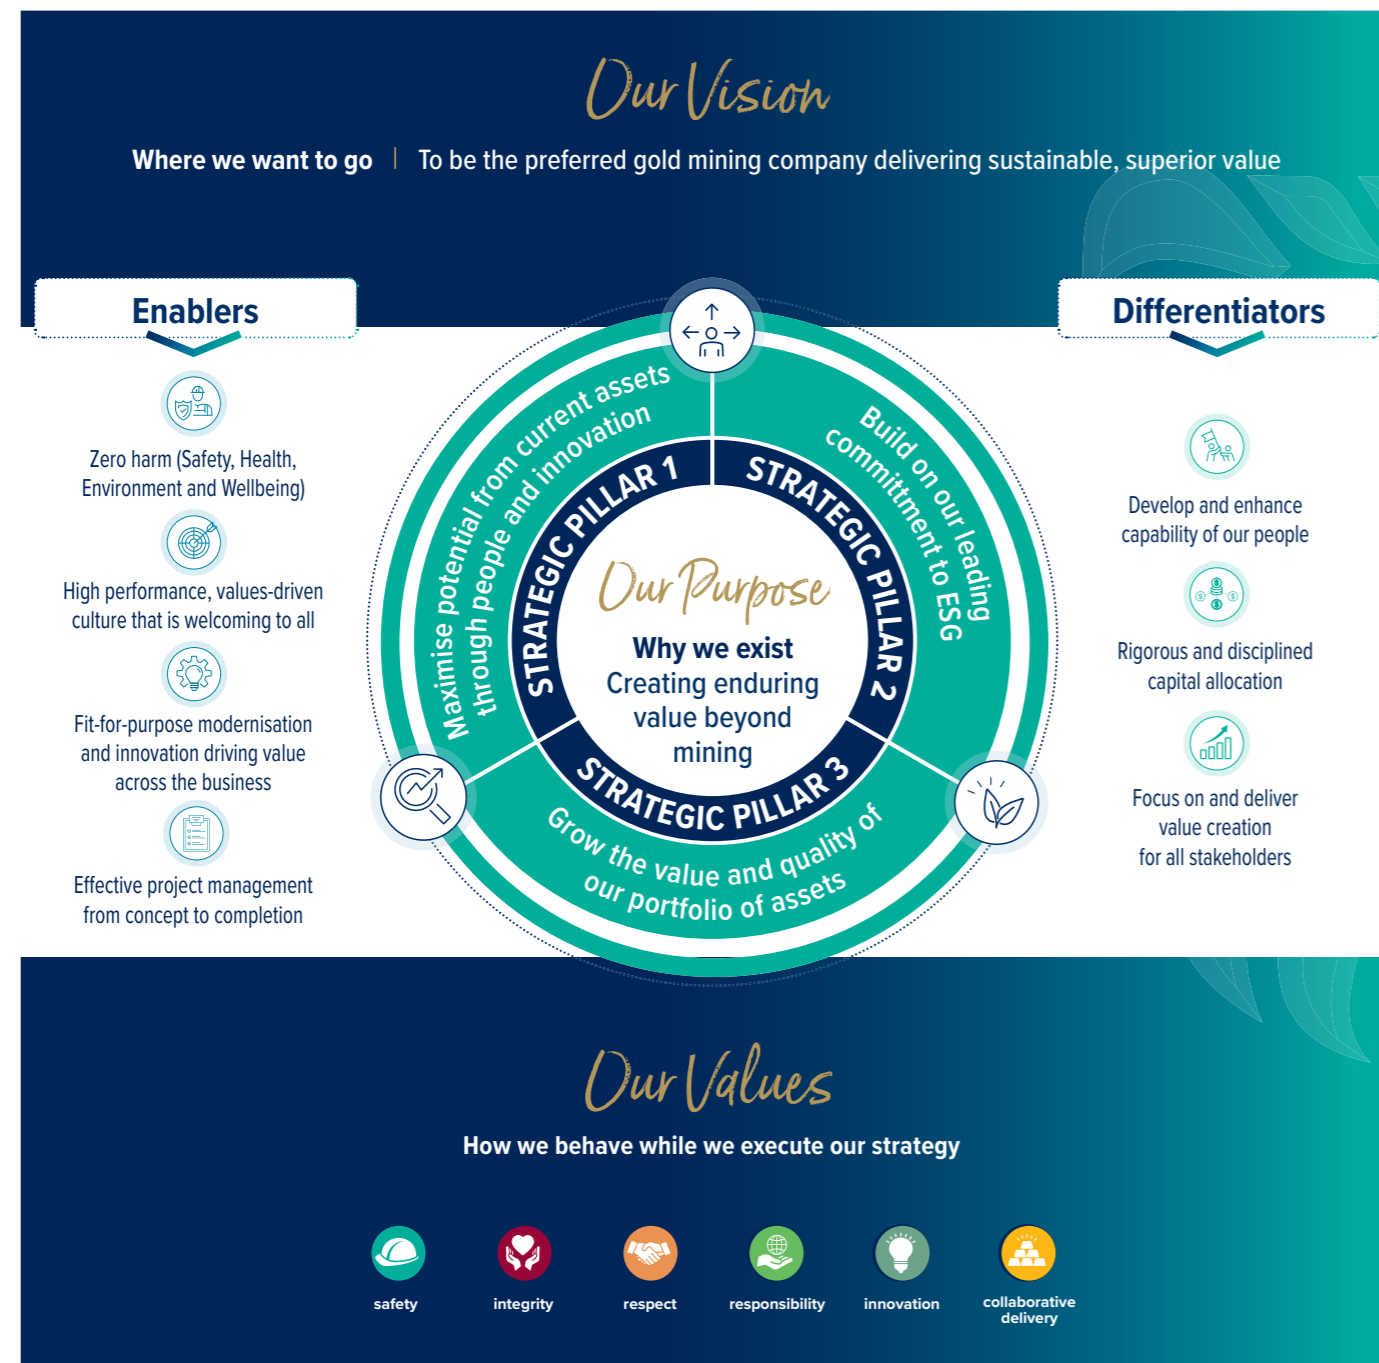 Our Vision
Where we want to go | To be the preferred gold mining company delivering sustainable, superior value
Enablers
Zero harm (Safety, Health,
Environment and Wellbeing)
High performance, values-driven
culture that is welcoming to all
Fit-for-purpose modernisation
and innovation driving value
across the business
Effective project management
from concept to completion
Maximise potential from current assets
through people and innovation
STRATEGIC PILLAR 1
Build on our leading
committment to ESG
STRATEGIC PILLAR 2
Our Purpose
Why we exist
Creating enduring
value beyond
mining
STRATEGIC PILLAR 3
Grow the value and quality of
our portfolio of assets
Differentiators
Develop and enhance
capability of our people
Rigorous and disciplined
capital allocation
Focus on and deliver
value creation
for all stakeholders
Our Values
How we behave while we execute our strategy
safety
integrity
respect
responsibility
innovation
collaborative
delivery